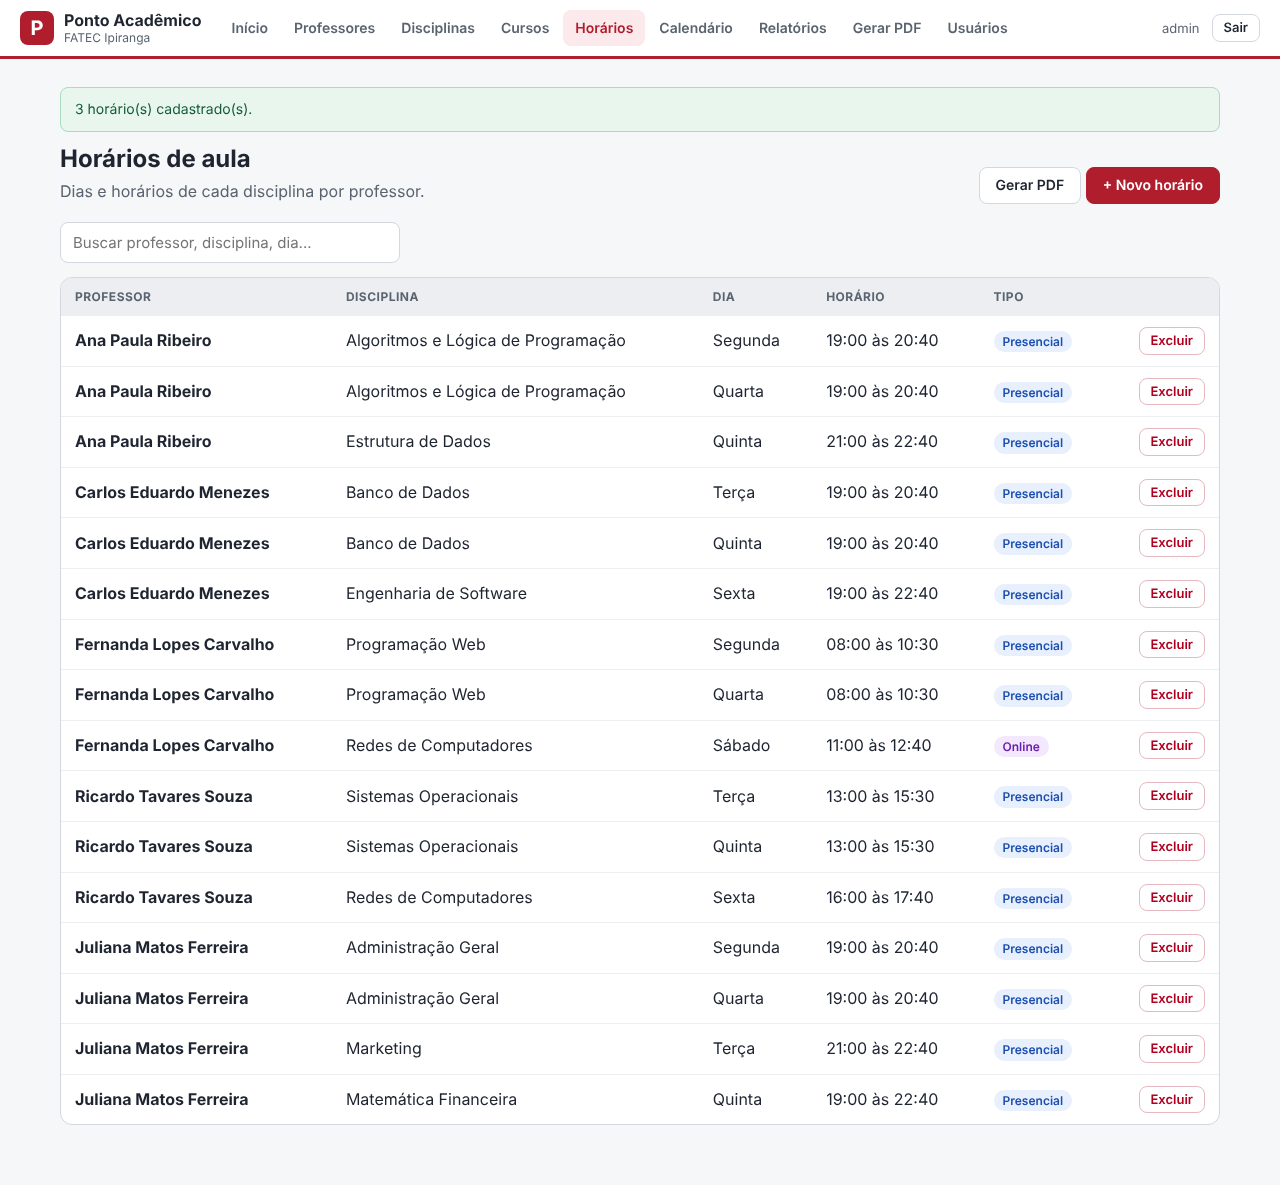 P
Ponto Acadêmico
FATEC Ipiranga
Início Professores Disciplinas Cursos Horários Calendário Relatórios Gerar PDF Usuários
admin Sair
3 horário(s) cadastrado(s).
Horários de aula
Dias e horários de cada disciplina por professor.
Gerar PDF + Novo horário
Buscar professor, disciplina, dia...
PROFESSOR DISCIPLINA DIA HORÁRIO TIPO
Ana Paula Ribeiro Algoritmos e Lógica de Programação Segunda 19:00 às 20:40 Presencial Excluir
Ana Paula Ribeiro Algoritmos e Lógica de Programação Quarta 19:00 às 20:40 Presencial Excluir
Ana Paula Ribeiro Estrutura de Dados Quinta 21:00 às 22:40 Presencial Excluir
Carlos Eduardo Menezes Banco de Dados Terça 19:00 às 20:40 Presencial Excluir
Carlos Eduardo Menezes Banco de Dados Quinta 19:00 às 20:40 Presencial Excluir
Carlos Eduardo Menezes Engenharia de Software Sexta 19:00 às 22:40 Presencial Excluir
Fernanda Lopes Carvalho Programação Web Segunda 08:00 às 10:30 Presencial Excluir
Fernanda Lopes Carvalho Programação Web Quarta 08:00 às 10:30 Presencial Excluir
Fernanda Lopes Carvalho Redes de Computadores Sábado 11:00 às 12:40 Online Excluir
Ricardo Tavares Souza Sistemas Operacionais Terça 13:00 às 15:30 Presencial Excluir
Ricardo Tavares Souza Sistemas Operacionais Quinta 13:00 às 15:30 Presencial Excluir
Ricardo Tavares Souza Redes de Computadores Sexta 16:00 às 17:40 Presencial Excluir
Juliana Matos Ferreira Administração Geral Segunda 19:00 às 20:40 Presencial Excluir
Juliana Matos Ferreira Administração Geral Quarta 19:00 às 20:40 Presencial Excluir
Juliana Matos Ferreira Marketing Terça 21:00 às 22:40 Presencial Excluir
Juliana Matos Ferreira Matemática Financeira Quinta 19:00 às 22:40 Presencial Excluir